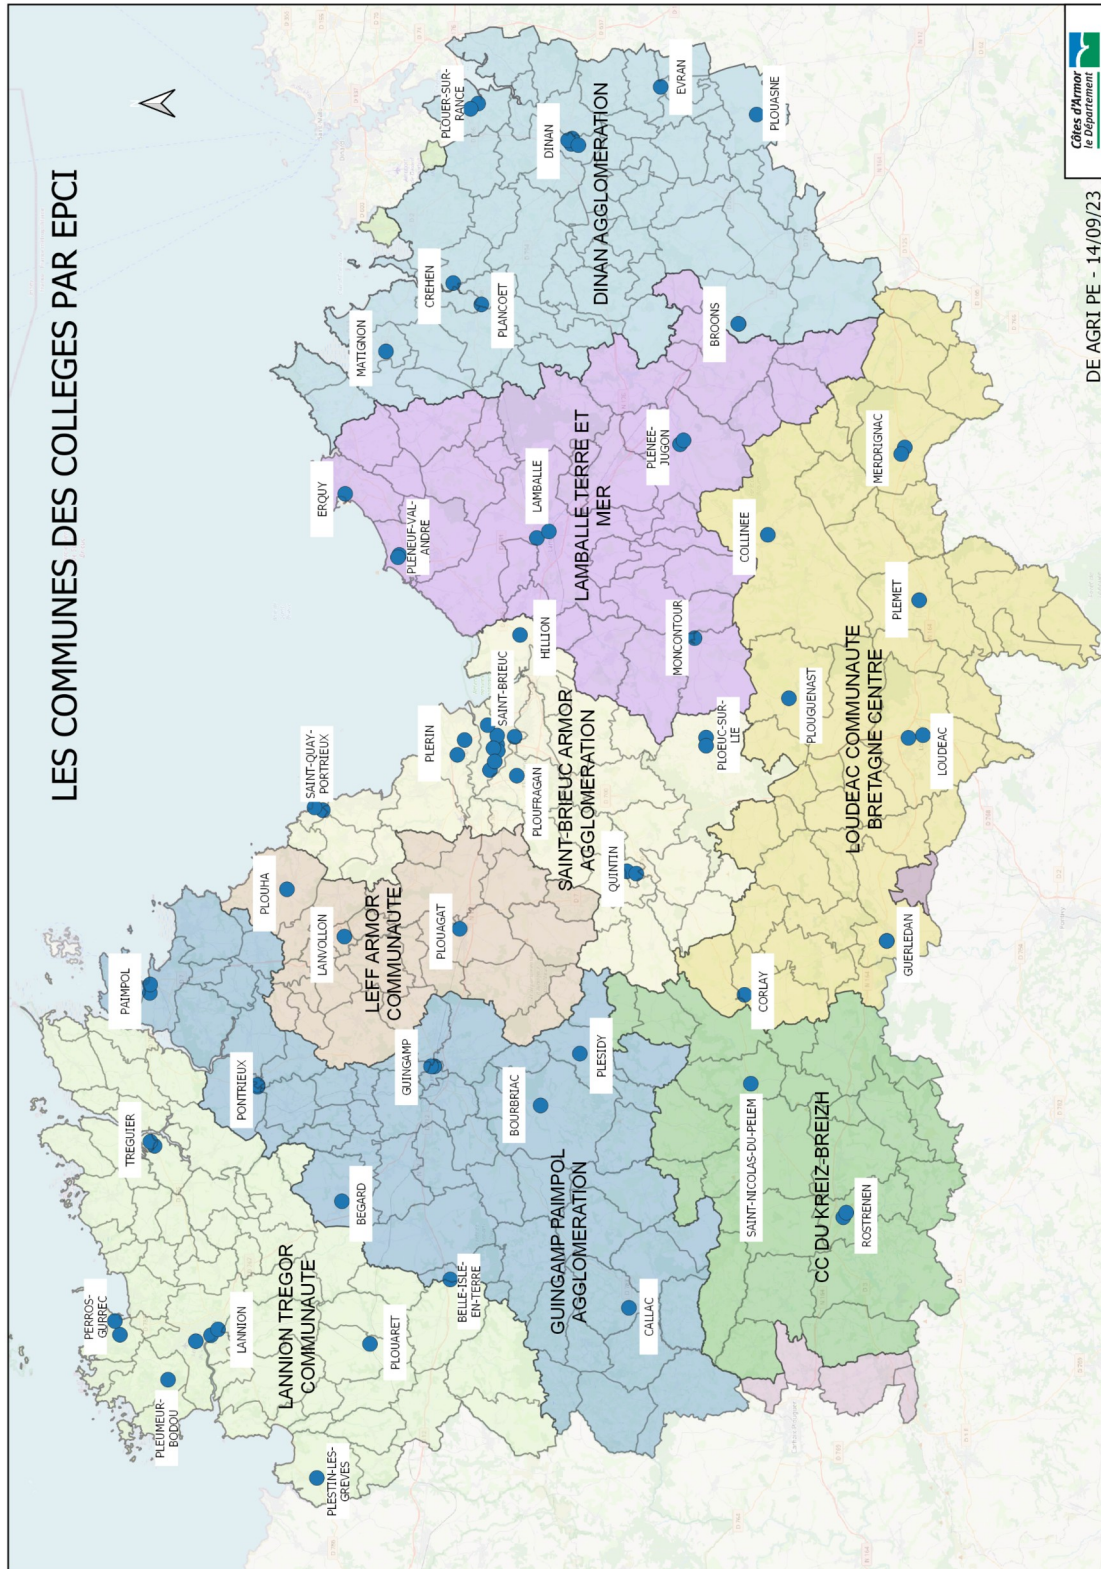 LES COMMUNES DES COLLEGES PAR EPCI
PERROS-
GURREC
PLEUMEUR-
BODOU
LANNION
TREGUIER
PAIMPOL
PLESTIN-LES-
GREVES
LANNION TREGOR
COMMUNAUTE
PLOUARET
PONTRIEUX
BEGARD
BELLE-ISLE-
EN-TERRE
GUINGAMP
PLOUHA
LANVOLLON
LEFF ARMOR
COMMUNAUTE
PLOUAGAT
SAINT-QUAY-
PORTRIEUX
GUINGAMP PAIMPOL
AGGLOMERATION
BOURBRIAC
PLESIDY
CALLAC
PLERIN
SAINT-BRIEUC
PLOUFRAGAN
HILLION
SAINT-BRIEUC ARMOR
AGGLOMERATION
QUINTIN
PLOEUC-SUR-
LIE
ERQUY
PLENEUF-VAL-
ANDRE
LAMBALLE
LAMBALLE TERRE ET
MER
PLENEE-
JUGON
MONCONTOUR
MATIGNON
CREHEN
PLANCOET
PLOUER-SUR-
RANCE
DINAN
DINAN AGGLOMERATION
EVRAN
BROONS
PLOUASNE
SAINT-NICOLAS-DU-PELEM
CC DU KREIZ-BREIZH
ROSTRENEN
CORLAY
GUERLEDAN
COLLINEE
PLOUGUENAST
LOUDEAC COMMUNAUTE
BRETAGNE CENTRE
LOUDEAC
PLEMET
MERDRIGNAC
Côtes d'Armor
le Département
DE AGRI PE - 14/09/23